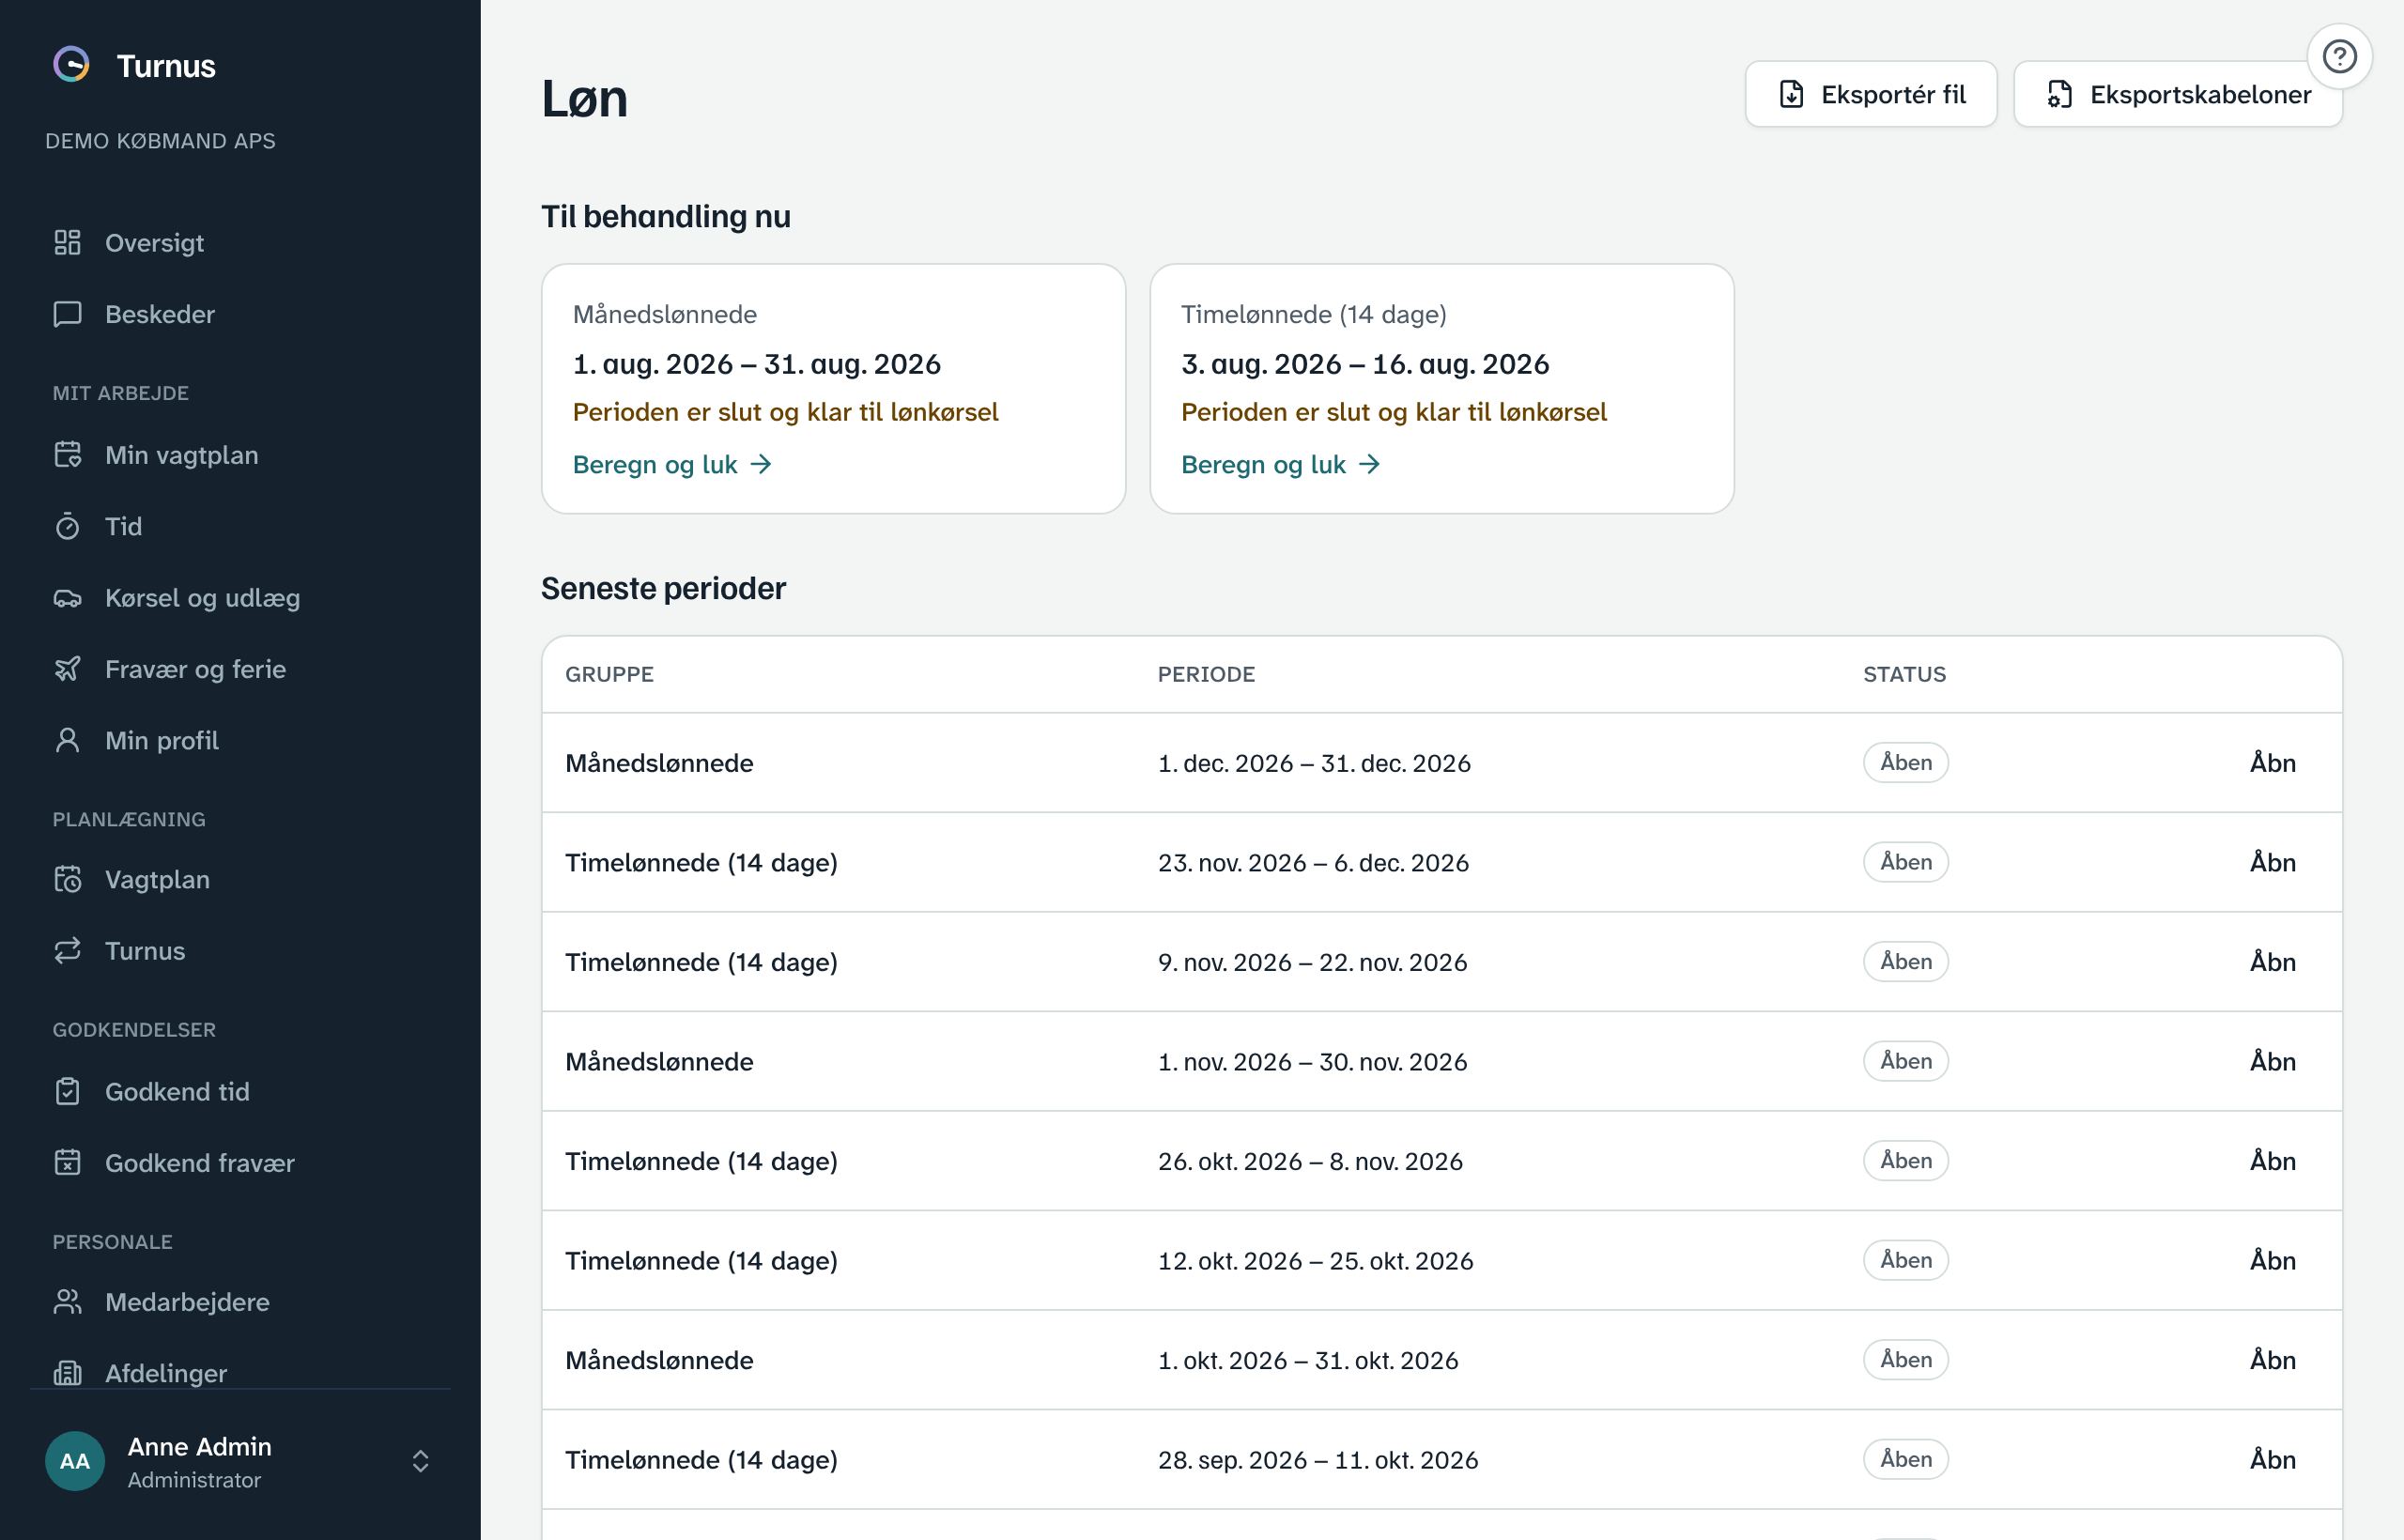 Turnus
DEMO KØBMAND APS
Oversigt
Beskeder
MIT ARBEJDE
Min vagtplan
Tid
Kørsel og udlæg
Fravær og ferie
Min profil
PLANLÆGNING
Vagtplan
Turnus
GODKENDELSER
Godkend tid
Godkend fravær
PERSONALE
Medarbejdere
Afdelinger
AA
Anne Admin
Administrator
Løn
Eksportér fil
Eksportskabeloner
Til behandling nu
Månedslønnede
1. aug. 2026 – 31. aug. 2026
Perioden er slut og klar til lønkørsel
Beregn og luk →
Timelønnede (14 dage)
3. aug. 2026 – 16. aug. 2026
Perioden er slut og klar til lønkørsel
Beregn og luk →
Seneste perioder
GRUPPE PERIODE STATUS
Månedslønnede 1. dec. 2026 – 31. dec. 2026 Åben Åbn
Timelønnede (14 dage) 23. nov. 2026 – 6. dec. 2026 Åben Åbn
Timelønnede (14 dage) 9. nov. 2026 – 22. nov. 2026 Åben Åbn
Månedslønnede 1. nov. 2026 – 30. nov. 2026 Åben Åbn
Timelønnede (14 dage) 26. okt. 2026 – 8. nov. 2026 Åben Åbn
Timelønnede (14 dage) 12. okt. 2026 – 25. okt. 2026 Åben Åbn
Månedslønnede 1. okt. 2026 – 31. okt. 2026 Åben Åbn
Timelønnede (14 dage) 28. sep. 2026 – 11. okt. 2026 Åben Åbn